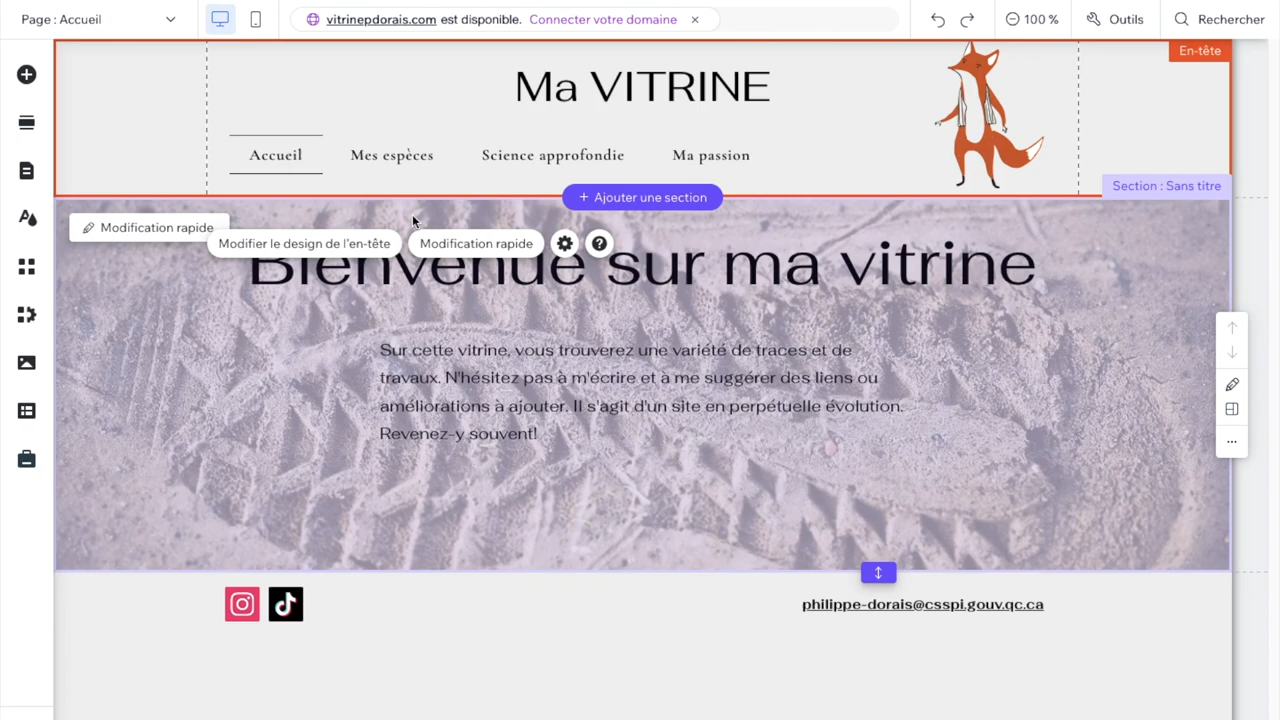 Page : Accueil
vitrinepdorais.com est disponible. Connecter votre domaine
100 %
Outils
Rechercher
En-tête
Ma VITRINE
Accueil
Mes espèces
Science approfondie
Ma passion
Section : Sans titre
+ Ajouter une section
Modification rapide
Modifier le design de l'en-tête
Modification rapide
?
Bienvenue sur ma vitrine
Sur cette vitrine, vous trouverez une variété de traces et de
travaux. N'hésitez pas à m'écrire et à me suggérer des liens ou
améliorations à ajouter. Il s'agit d'un site en perpétuelle évolution.
Revenez-y souvent!
philippe-dorais@csspi.gouv.qc.ca